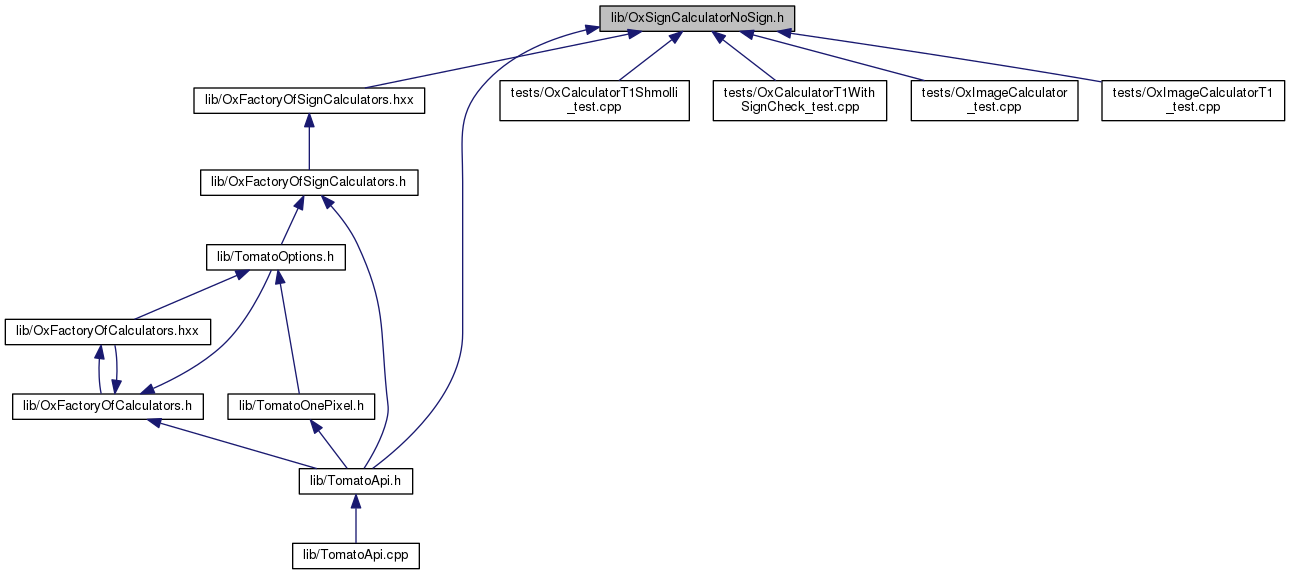 lib/OxSignCalculatorNoSign.h
lib/OxFactoryOfSignCalculators.hxx
tests/OxCalculatorT1Shmolli
_test.cpp
tests/OxCalculatorT1With
SignCheck_test.cpp
tests/OxImageCalculator
_test.cpp
tests/OxImageCalculatorT1
_test.cpp
lib/OxFactoryOfSignCalculators.h
lib/TomatoOptions.h
lib/OxFactoryOfCalculators.hxx
lib/OxFactoryOfCalculators.h
lib/TomatoOnePixel.h
lib/TomatoApi.h
lib/TomatoApi.cpp